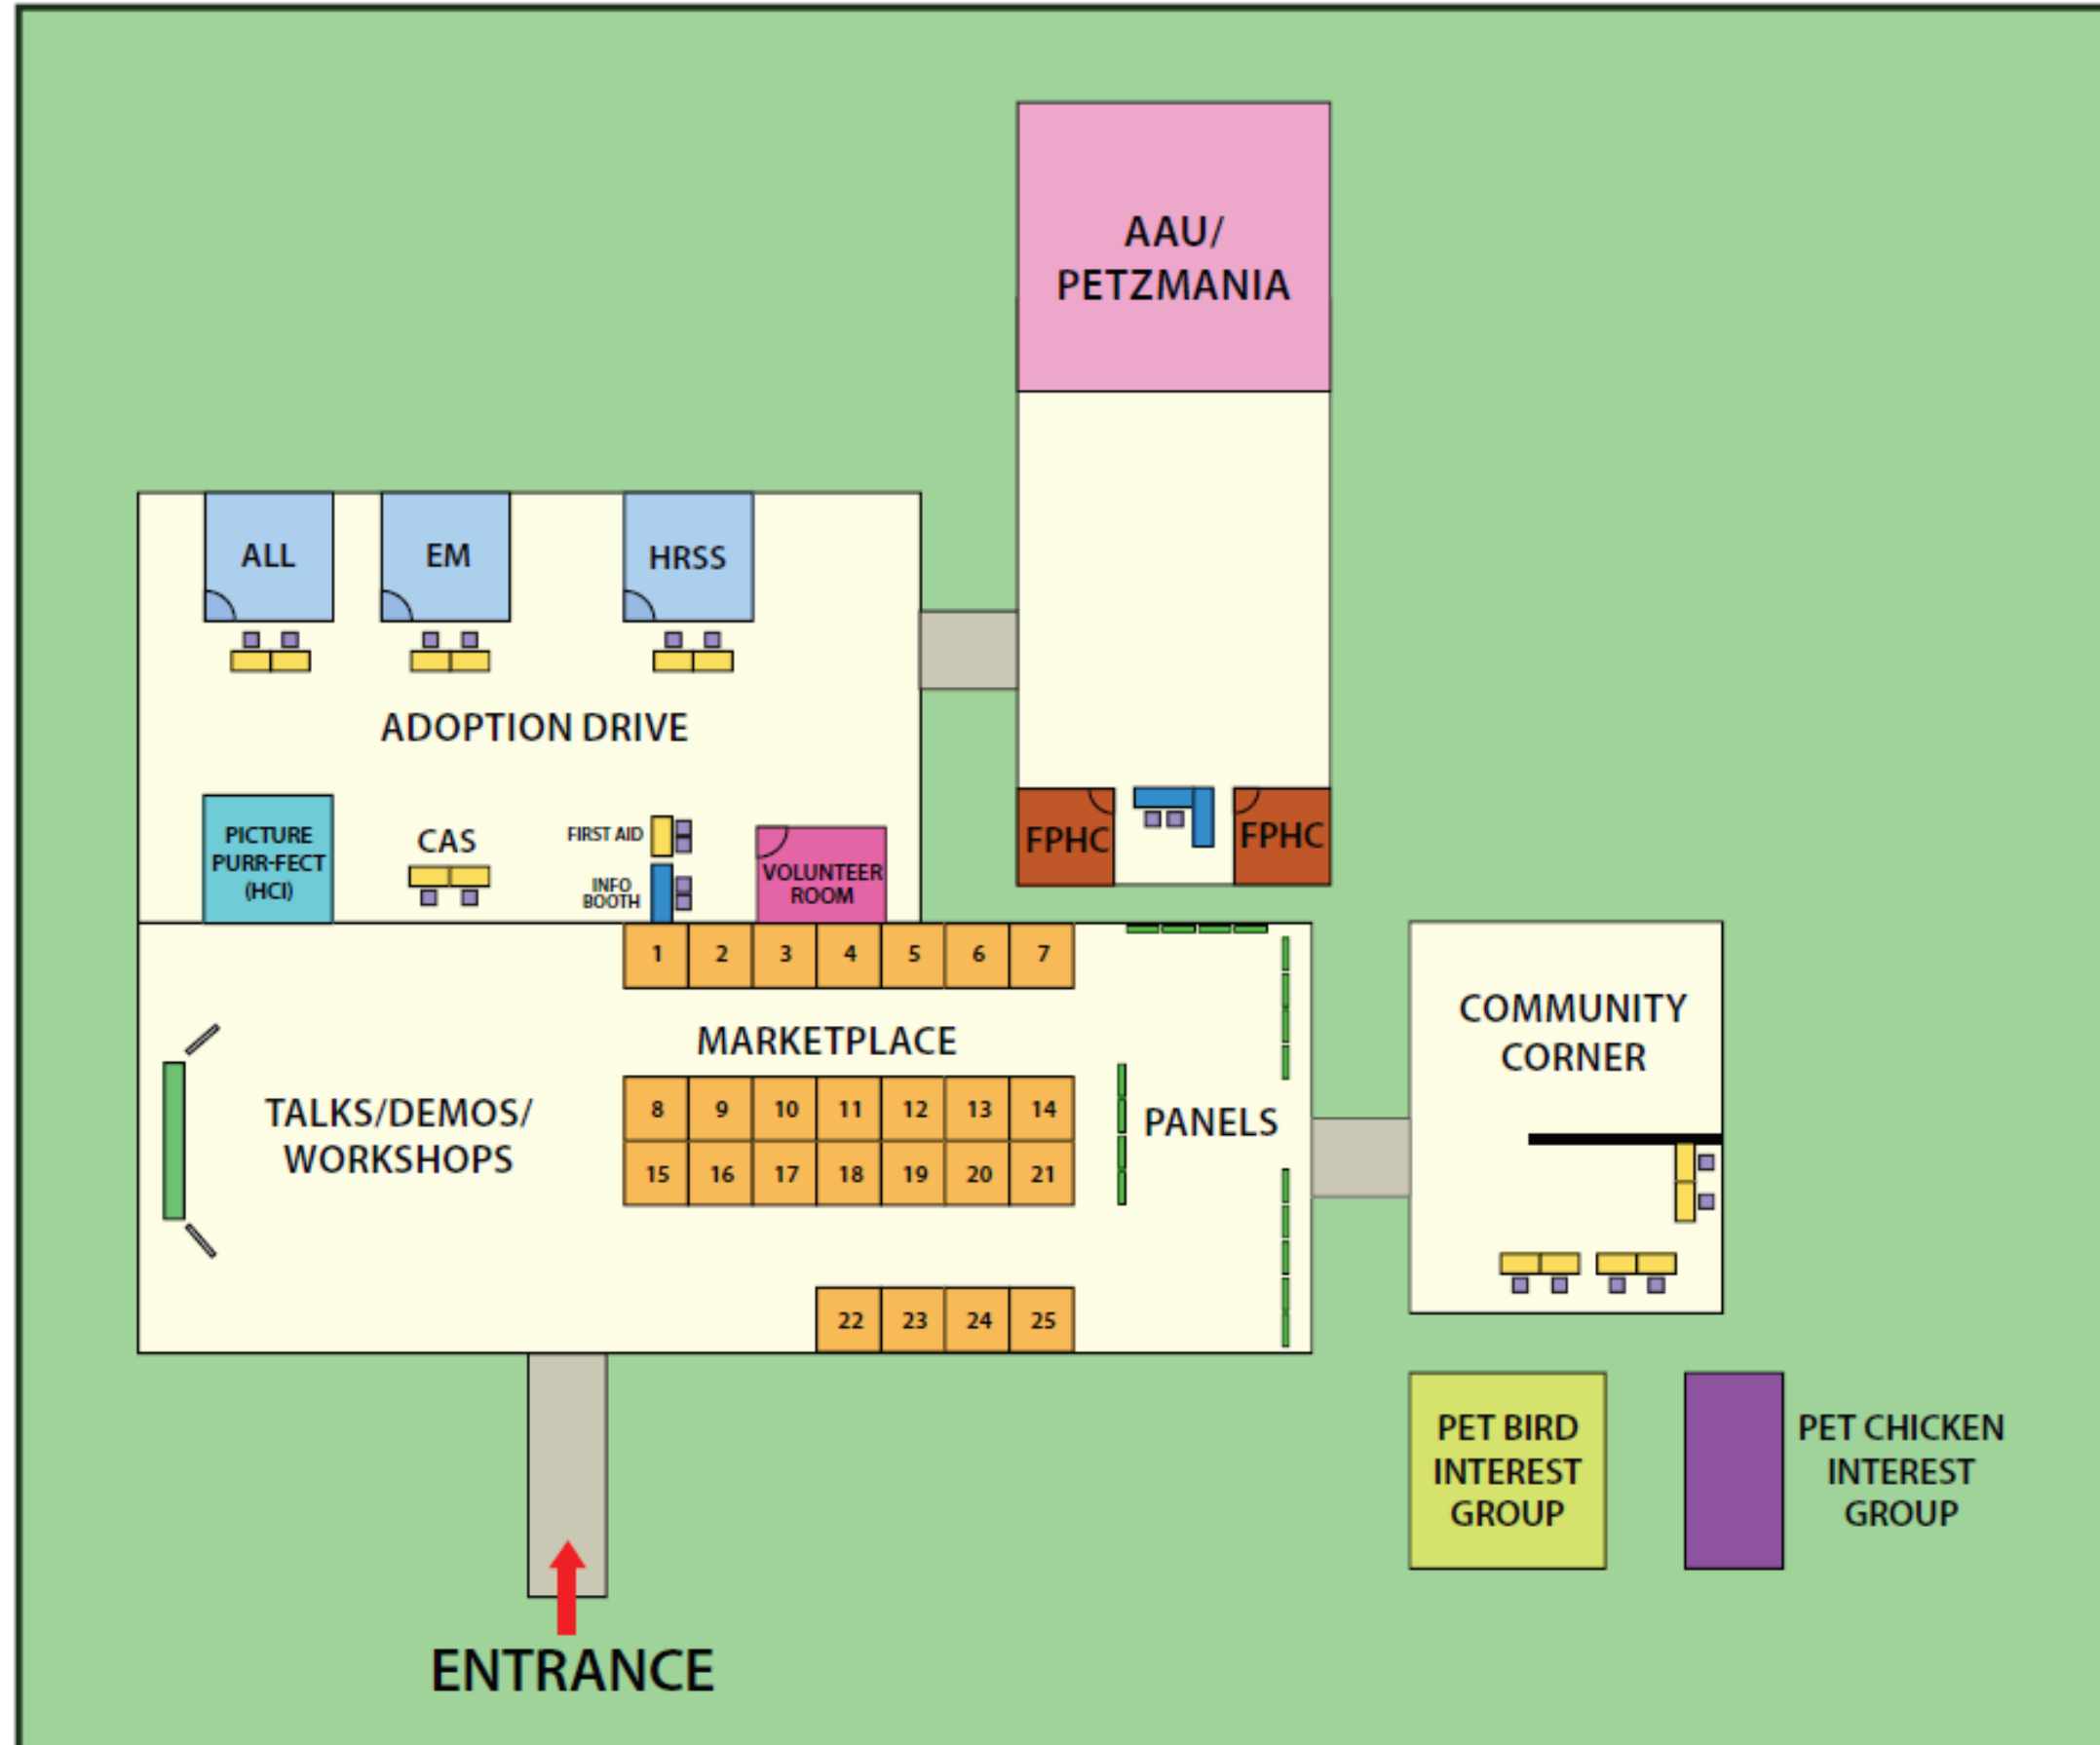 AAU/
PETZMANIA
ALL
EM
HRSS
ADOPTION DRIVE
PICTURE
PURR-FECT
(HCI)
CAS
FIRST AID
INFO
BOOTH
VOLUNTEER
ROOM
FPHC
FPHC
1 2 3 4 5 6 7
MARKETPLACE
8 9 10 11 12 13 14
15 16 17 18 19 20 21
22 23 24 25
TALKS/DEMOS/
WORKSHOPS
PANELS
COMMUNITY
CORNER
PET BIRD
INTEREST
GROUP
PET CHICKEN
INTEREST
GROUP
ENTRANCE